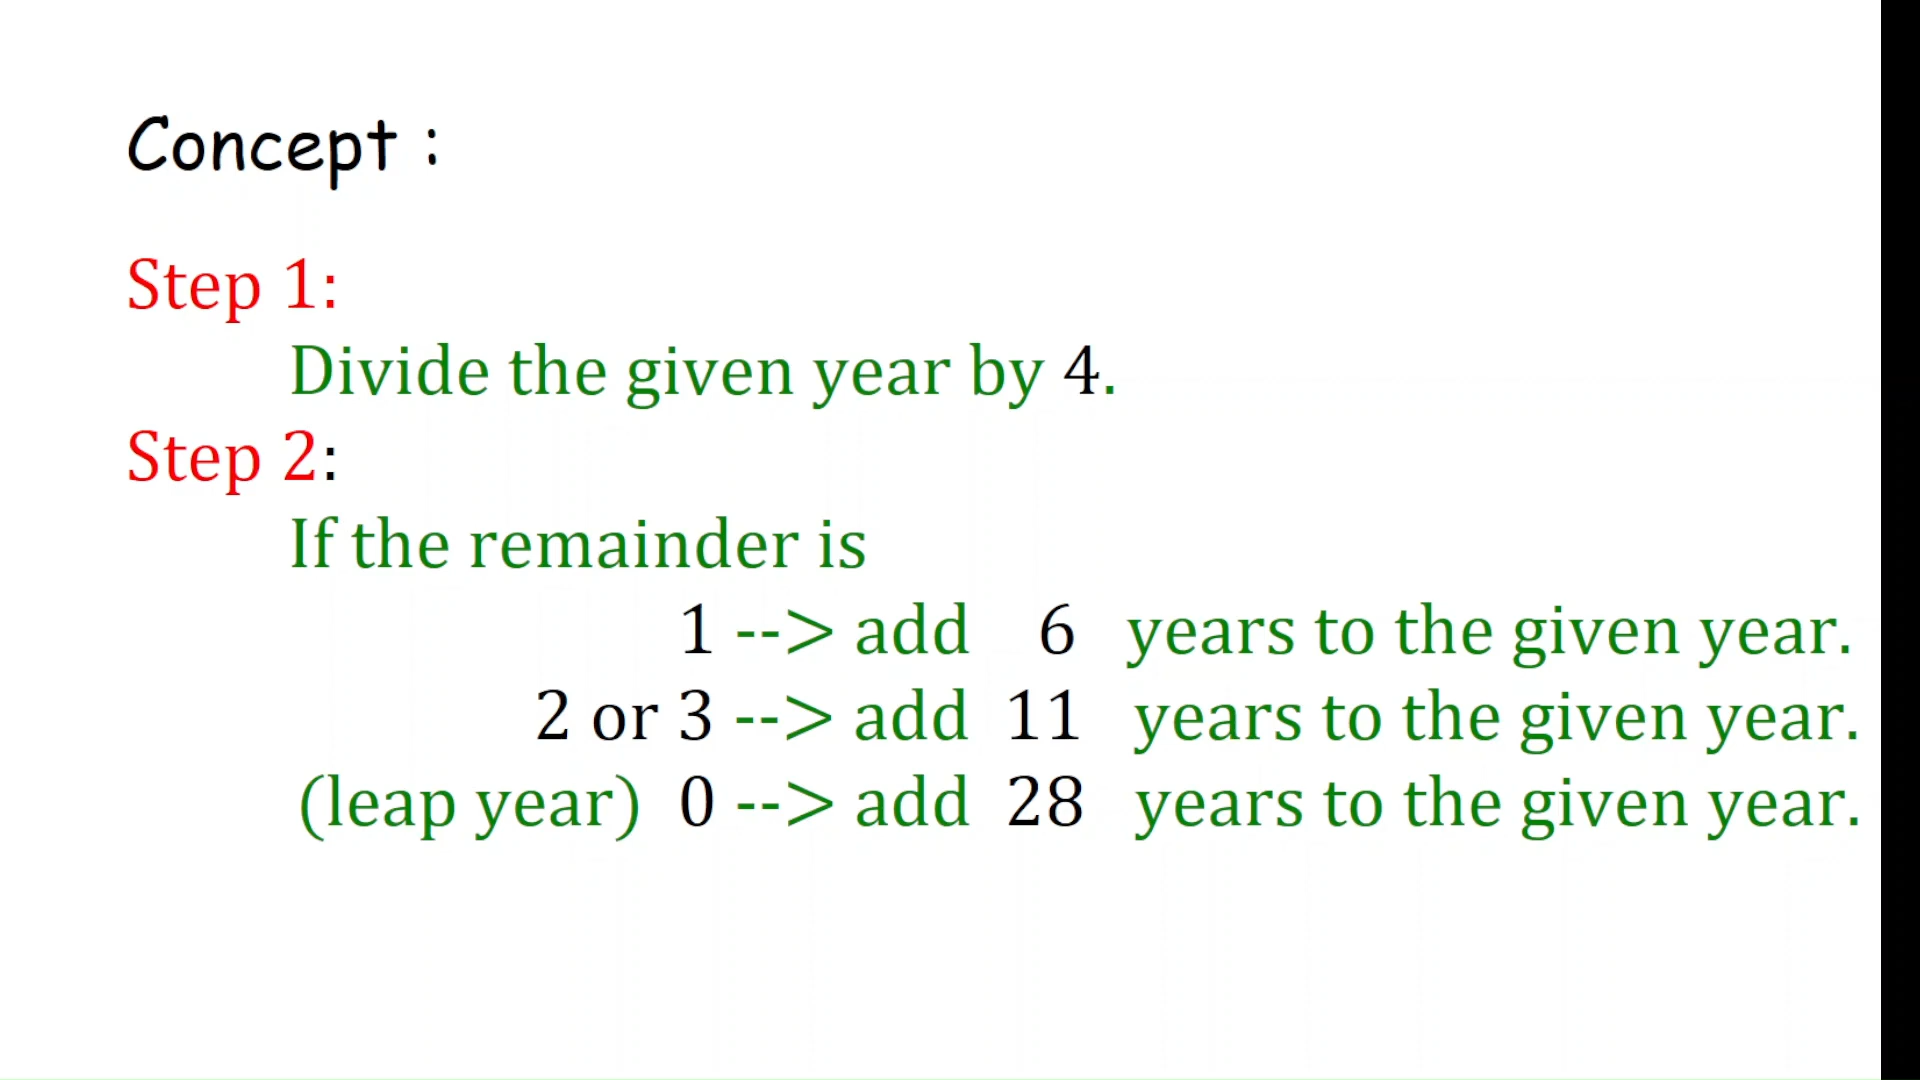 Concept :
Step 1:
Divide the given year by 4.
Step 2:
If the remainder is
1 --> add 6 years to the given year.
2 or 3 --> add 11 years to the given year.
(leap year) 0 --> add 28 years to the given year.